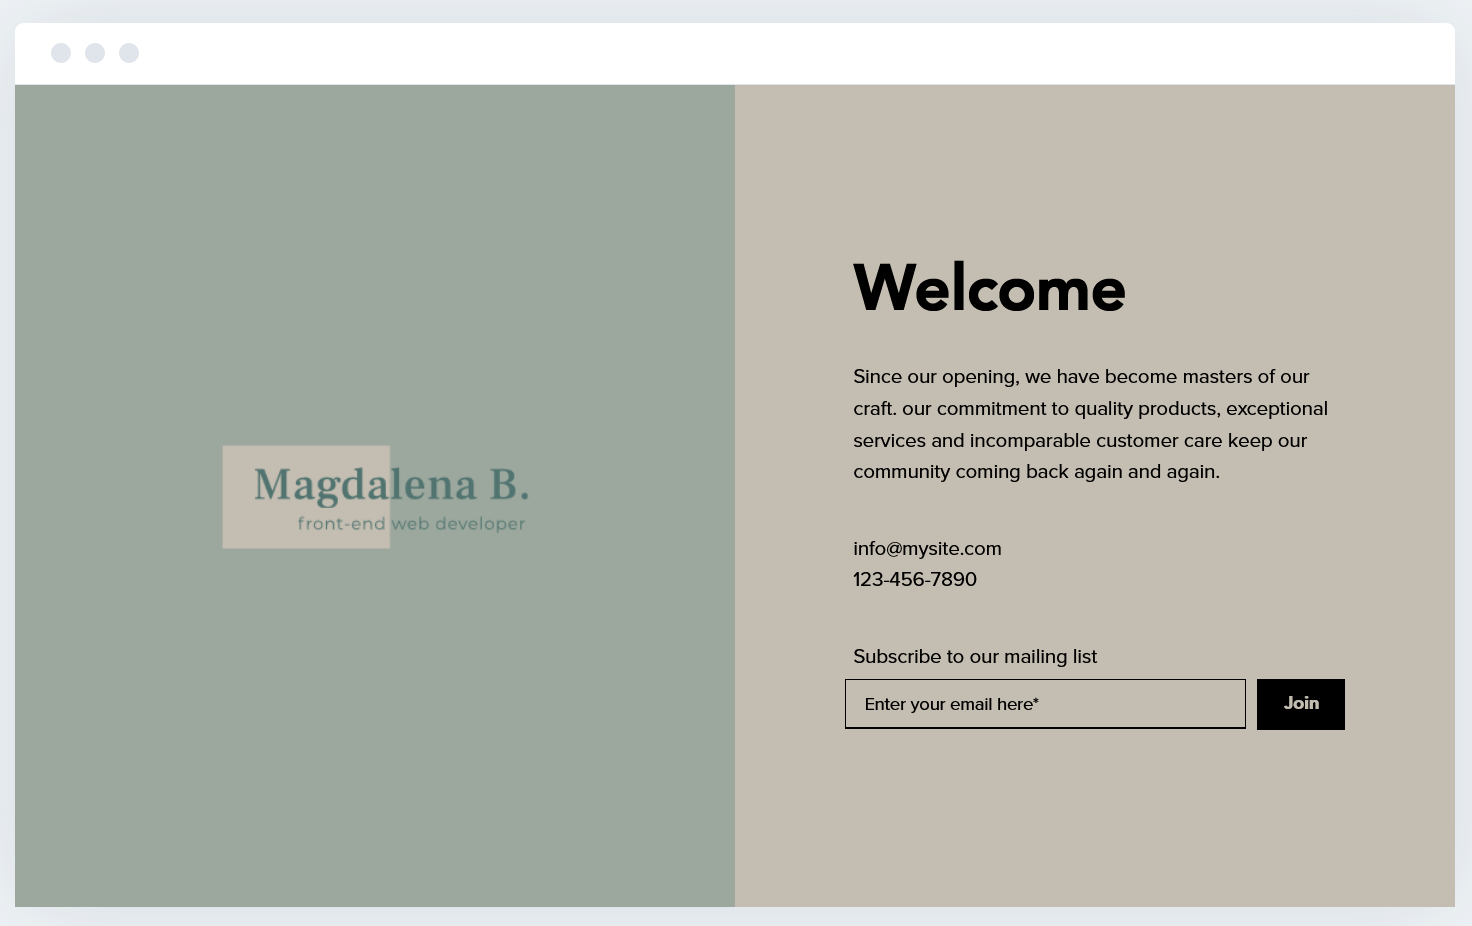 Magdalena B.
front-end web developer
Welcome
Since our opening, we have become masters of our
craft. our commitment to quality products, exceptional
services and incomparable customer care keep our
community coming back again and again.
info@mysite.com
123-456-7890
Subscribe to our mailing list
Enter your email here*
Join